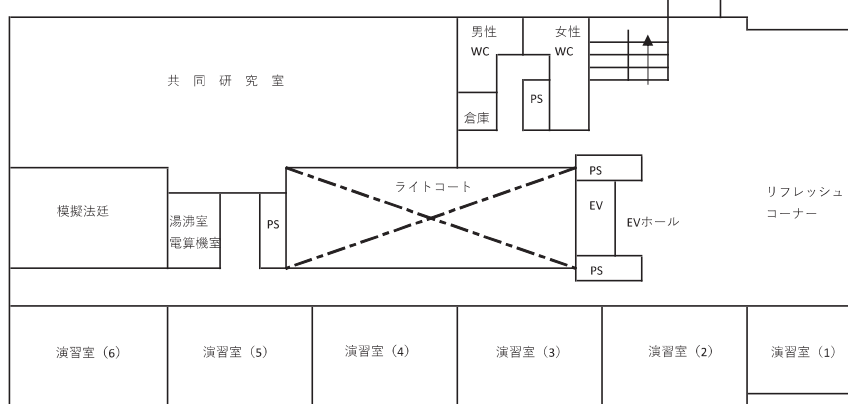 男性
WC
女性
WC
共同研究室
PS
倉庫
PS
ライトコート
模擬法廷
湯沸室
電算機室
PS
EV
EVホール
リフレッシュ
コーナー
PS
演習室（6）
演習室（5）
演習室（4）
演習室（3）
演習室（2）
演習室（1）